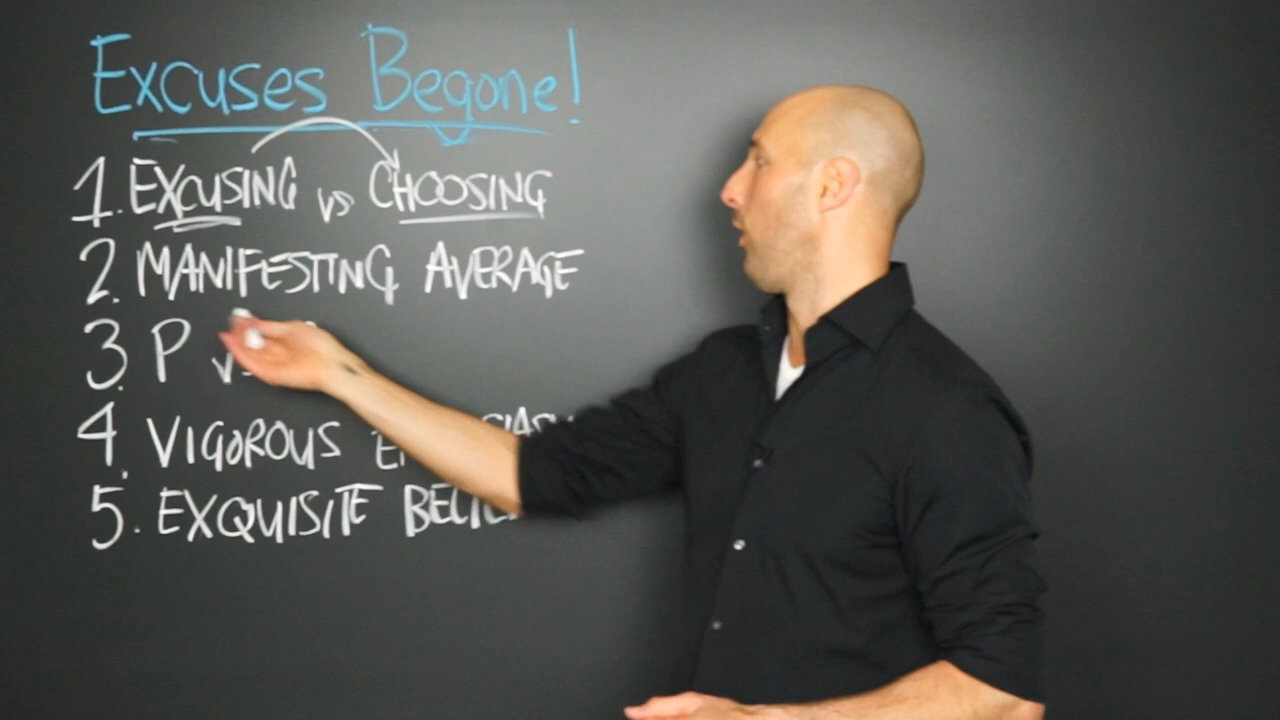 Excuses Begone!
1. EXCUSING vs CHOOSING
2. MANIFESTING AVERAGE
3. P
4. VIGOROUS
5. EXQUISITE